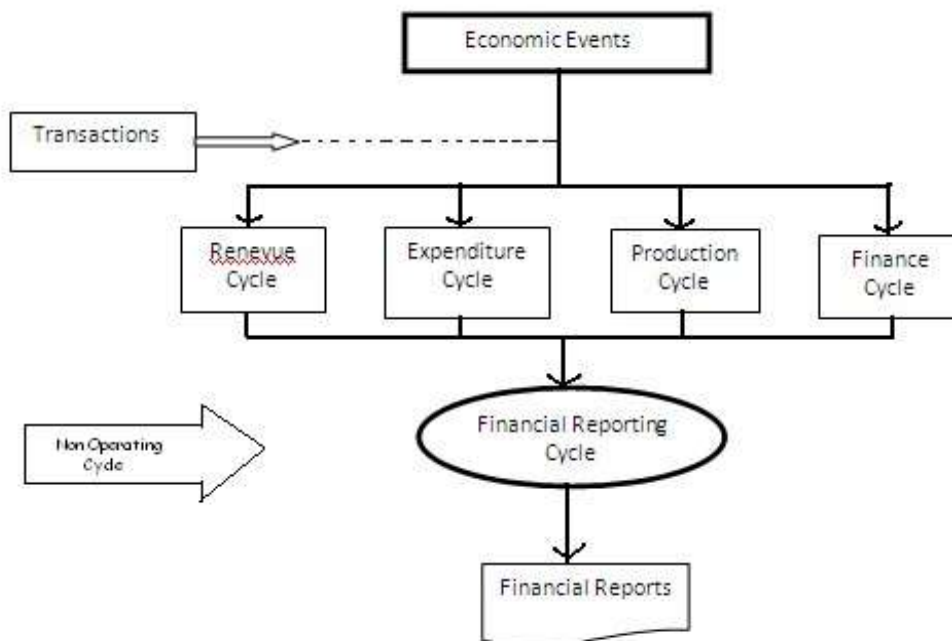 Economic Events
Transactions
Renevue
Cycle
Expenditure
Cycle
Production
Cycle
Finance
Cycle
Financial Reporting
Cycle
Non Operating
Cycle
Financial Reports